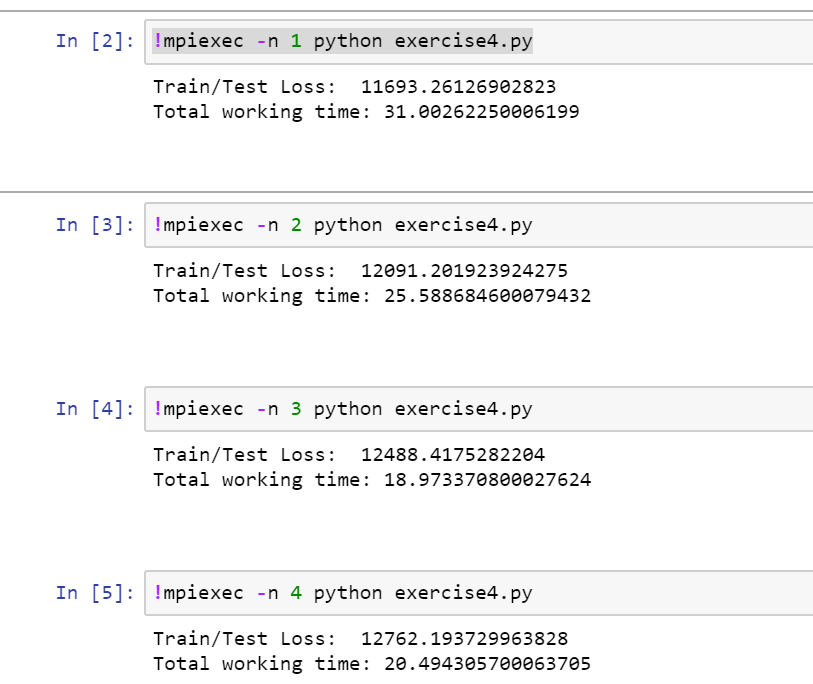 In [2]: !mpiexec -n 1 python exercise4.py
Train/Test Loss:  11693.26126902823
Total working time: 31.00262250006199
In [3]: !mpiexec -n 2 python exercise4.py
Train/Test Loss:  12091.201923924275
Total working time: 25.588684600079432
In [4]: !mpiexec -n 3 python exercise4.py
Train/Test Loss:  12488.4175282204
Total working time: 18.973370800027624
In [5]: !mpiexec -n 4 python exercise4.py
Train/Test Loss:  12762.193729963828
Total working time: 20.494305700063705